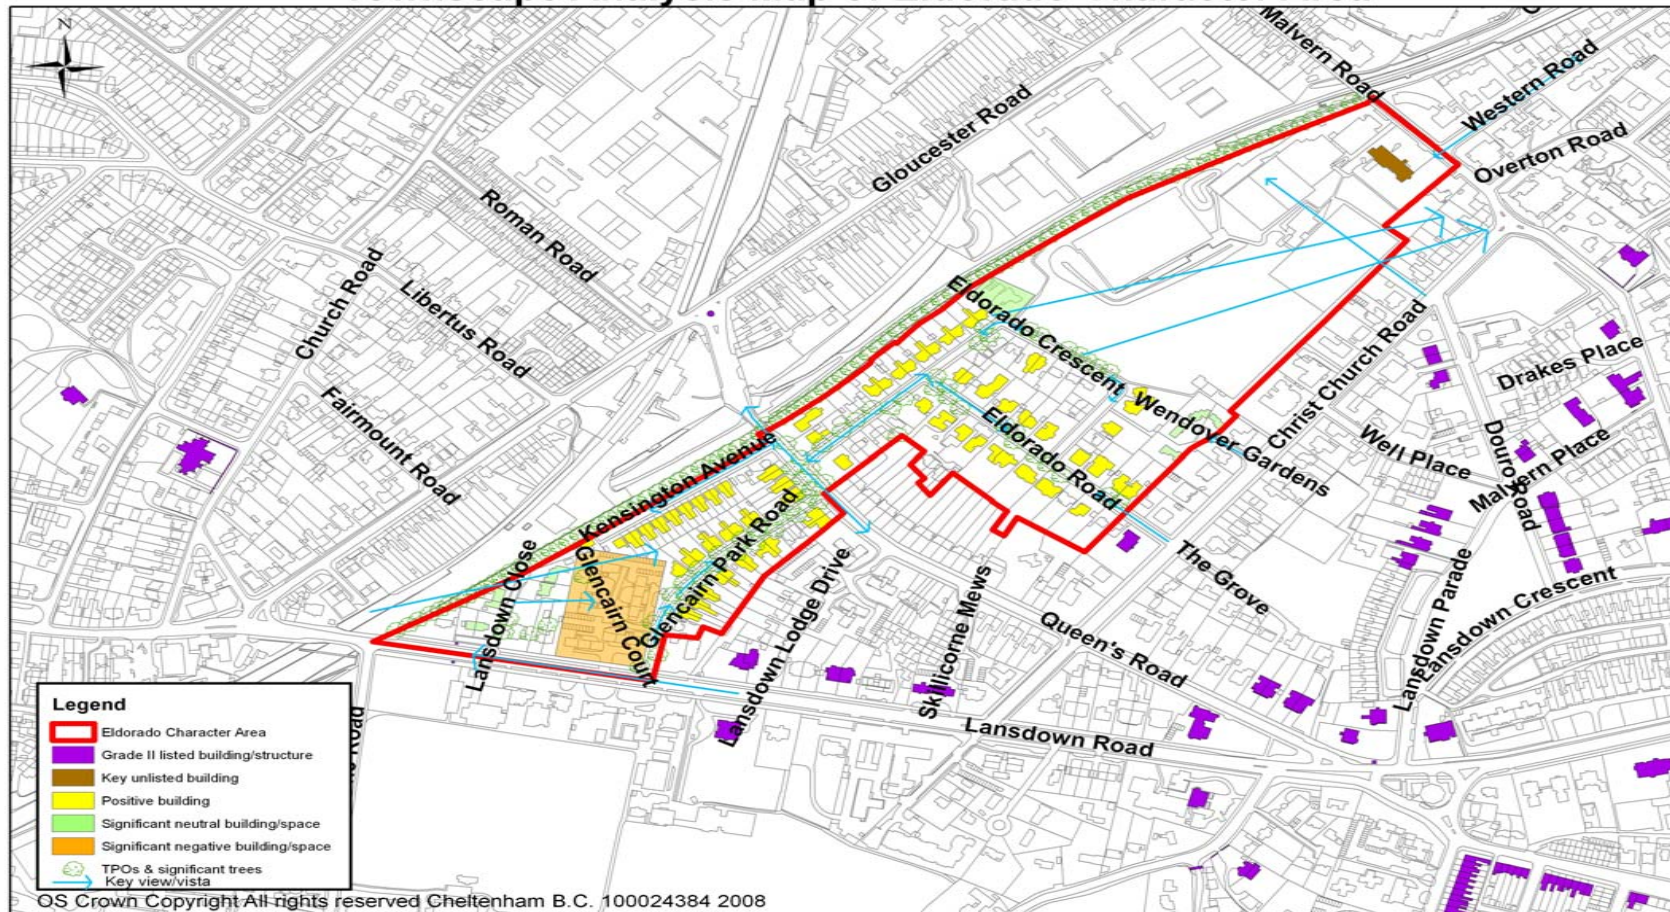 N
Malvern Road
Western Road
Overton Road
Gloucester Road
Roman Road
Church Road
Libertus Road
Fairmount Road
Eldorado Crescent
Christ Church Road
Drakes Place
Wendover Gardens
Well Place
Douro Road
Malvern Place
Eldorado Road
Kensington Avenue
Glencairn Park Road
The Grove
Lansdown Close
Glencairn Court
Lansdown Lodge Drive
Skillicorne Mews
Queen's Road
Lansdown Parade
Lansdown Crescent
Lansdown Road
Road
Legend
Eldorado Character Area
Grade II listed building/structure
Key unlisted building
Positive building
Significant neutral building/space
Significant negative building/space
TPOs & significant trees
Key view/vista
OS Crown Copyright All rights reserved Cheltenham B.C. 100024384 2008